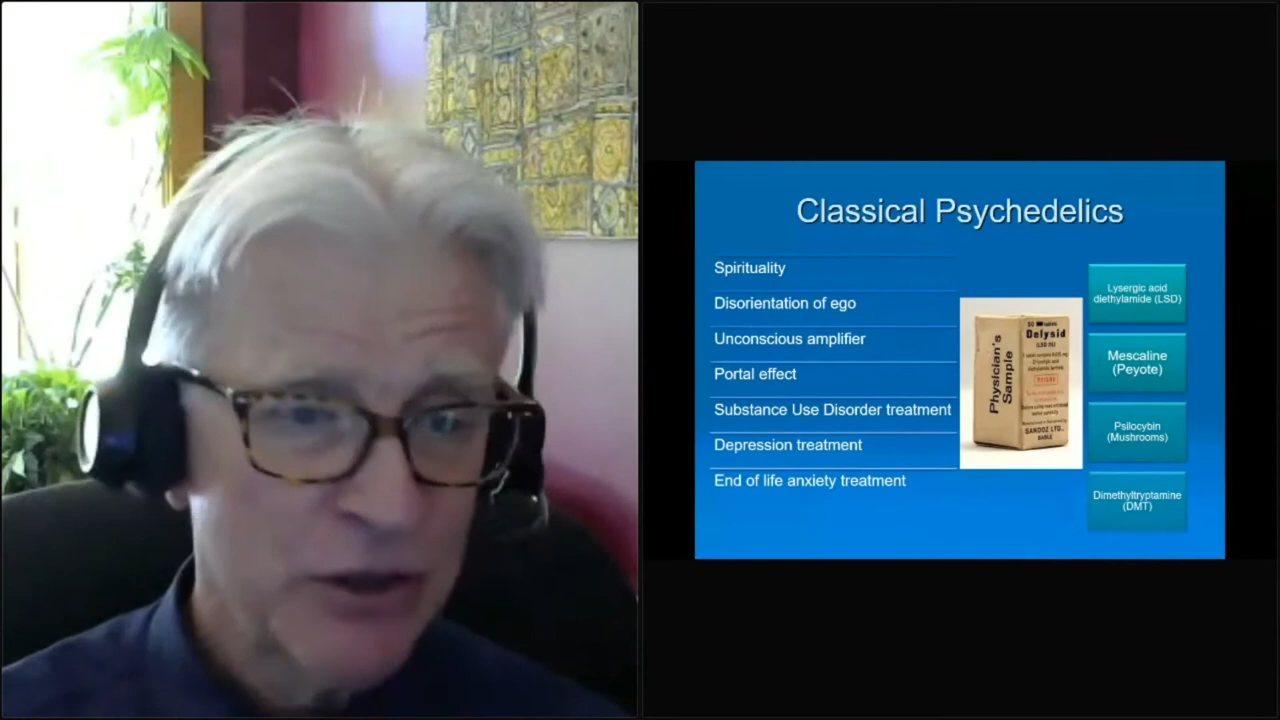 Classical Psychedelics
Spirituality
Disorientation of ego
Unconscious amplifier
Portal effect
Substance Use Disorder treatment
Depression treatment
End of life anxiety treatment
Physician's
Sample
Delysid
SANDOZ LTD.,
Lysergic acid
diethylamide (LSD)
Mescaline
(Peyote)
Psilocybin
(Mushrooms)
Dimethyltryptamine
(DMT)